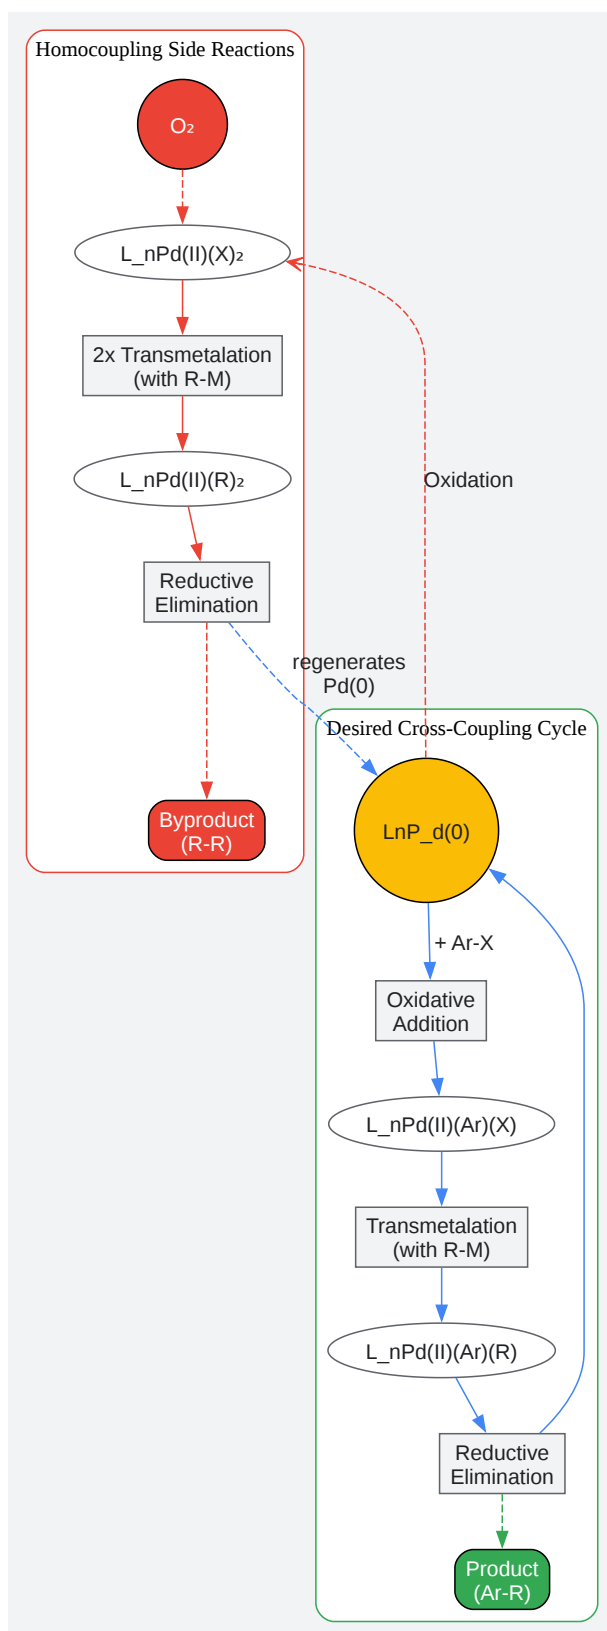 Homocoupling Side Reactions
O₂
L_nPd(II)(X)₂
2x Transmetalation
(with R-M)
L_nPd(II)(R)₂
Oxidation
Reductive
Elimination
regenerates
Pd(0)
Desired Cross-Coupling Cycle
Byproduct
(R-R)
LnP_d(0)
+ Ar-X
Oxidative
Addition
L_nPd(II)(Ar)(X)
Transmetalation
(with R-M)
L_nPd(II)(Ar)(R)
Reductive
Elimination
Product
(Ar-R)